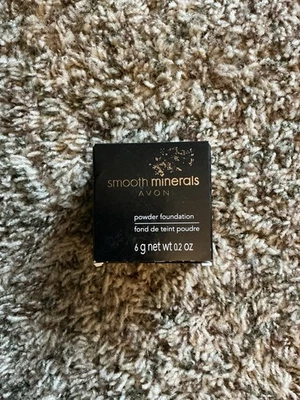 smooth minerals
AVON
powder foundation
fond de teint poudre
6 g net wt 0.2 oz